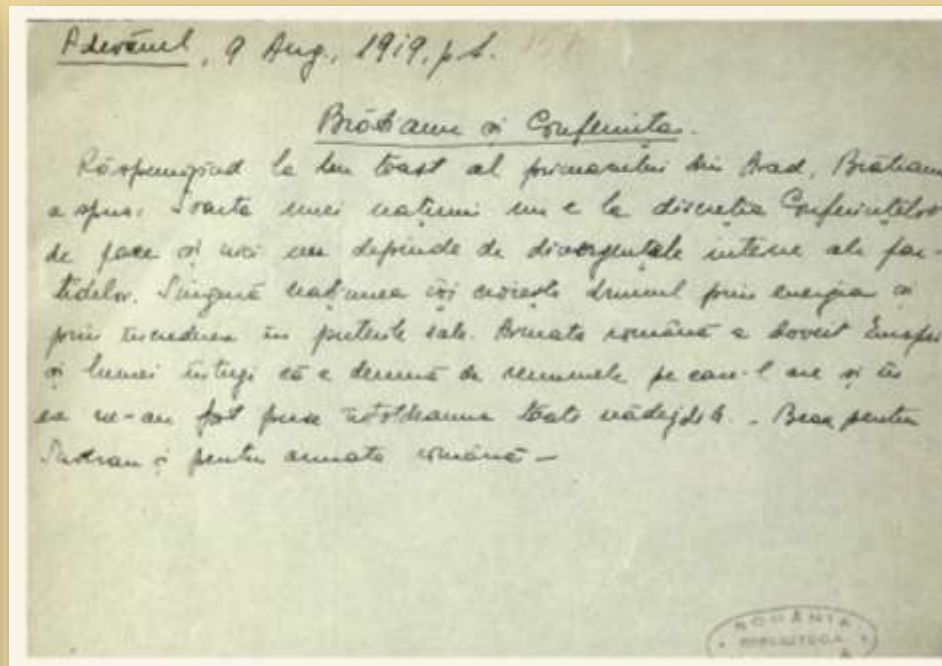 Adevărul, 9 Aug., 1919, p 1.
Brătianu și Conferința.
Răspunzând la un toast al primarului din Arad, Brătianu
a spus: Soarta unei națiuni nu e la discreția Conferințelor
de pace și nici nu depinde de divergențele interne ale par-
tidelor. Singură națiunea își croiește drumul prin energia și
prin încrederea în puterile sale. Armata română a dovedit Europei
și lumei întregi că e demnă de renumele pe care-l are și în
ea ne-au fost puse totdeauna toate nădejdile. - Beau pentru
și pentru armata română -
ROMÂNIA
BIBLIOTECA